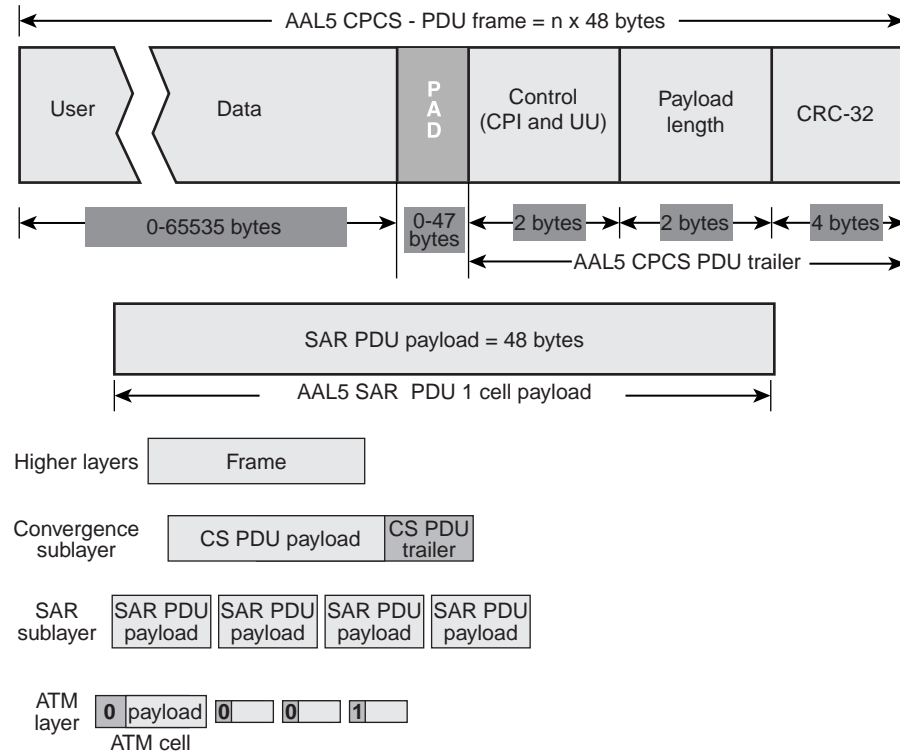 AAL5 CPCS - PDU frame = n x 48 bytes
User
Data
PAD
Control
(CPI and UU)
Payload
length
CRC-32
0-65535 bytes
0-47
bytes
2 bytes
2 bytes
4 bytes
AAL5 CPCS PDU trailer
SAR PDU payload = 48 bytes
AAL5 SAR PDU 1 cell payload
Higher layers
Frame
Convergence
sublayer
CS PDU payload
CS PDU
trailer
SAR
sublayer
SAR PDU
payload
SAR PDU
payload
SAR PDU
payload
SAR PDU
payload
ATM
layer
0 payload
0
0
1
ATM cell